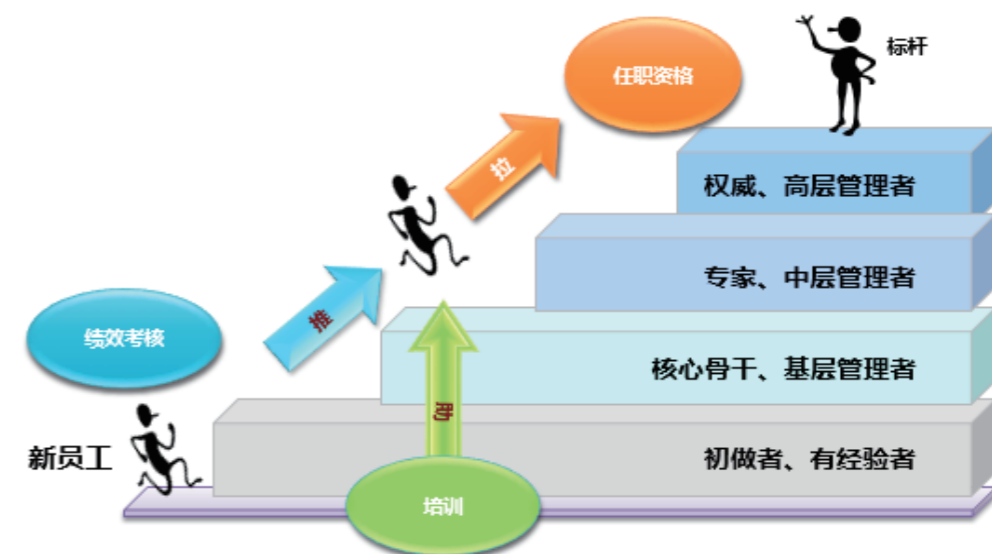 标杆
任职资格
拉
权威、高层管理者
专家、中层管理者
推
绩效考核
核心骨干、基层管理者
助
新员工
初做者、有经验者
培训